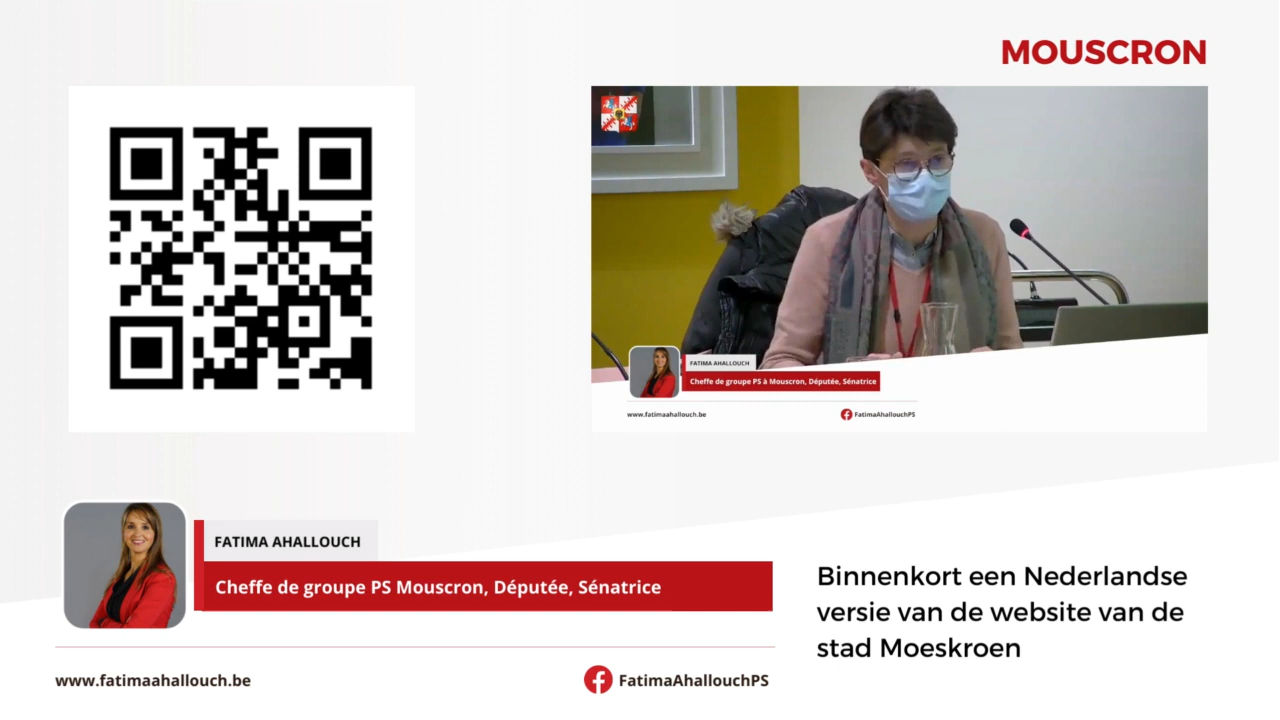 MOUSCRON
FATIMA AHALLOUCH
Cheffe de groupe PS à Mouscron, Députée, Sénatrice
www.fatimaahallouch.be
FatimaAhallouchPS
FATIMA AHALLOUCH
Cheffe de groupe PS Mouscron, Députée, Sénatrice
www.fatimaahallouch.be
FatimaAhallouchPS
Binnenkort een Nederlandse
versie van de website van de
stad Moeskroen